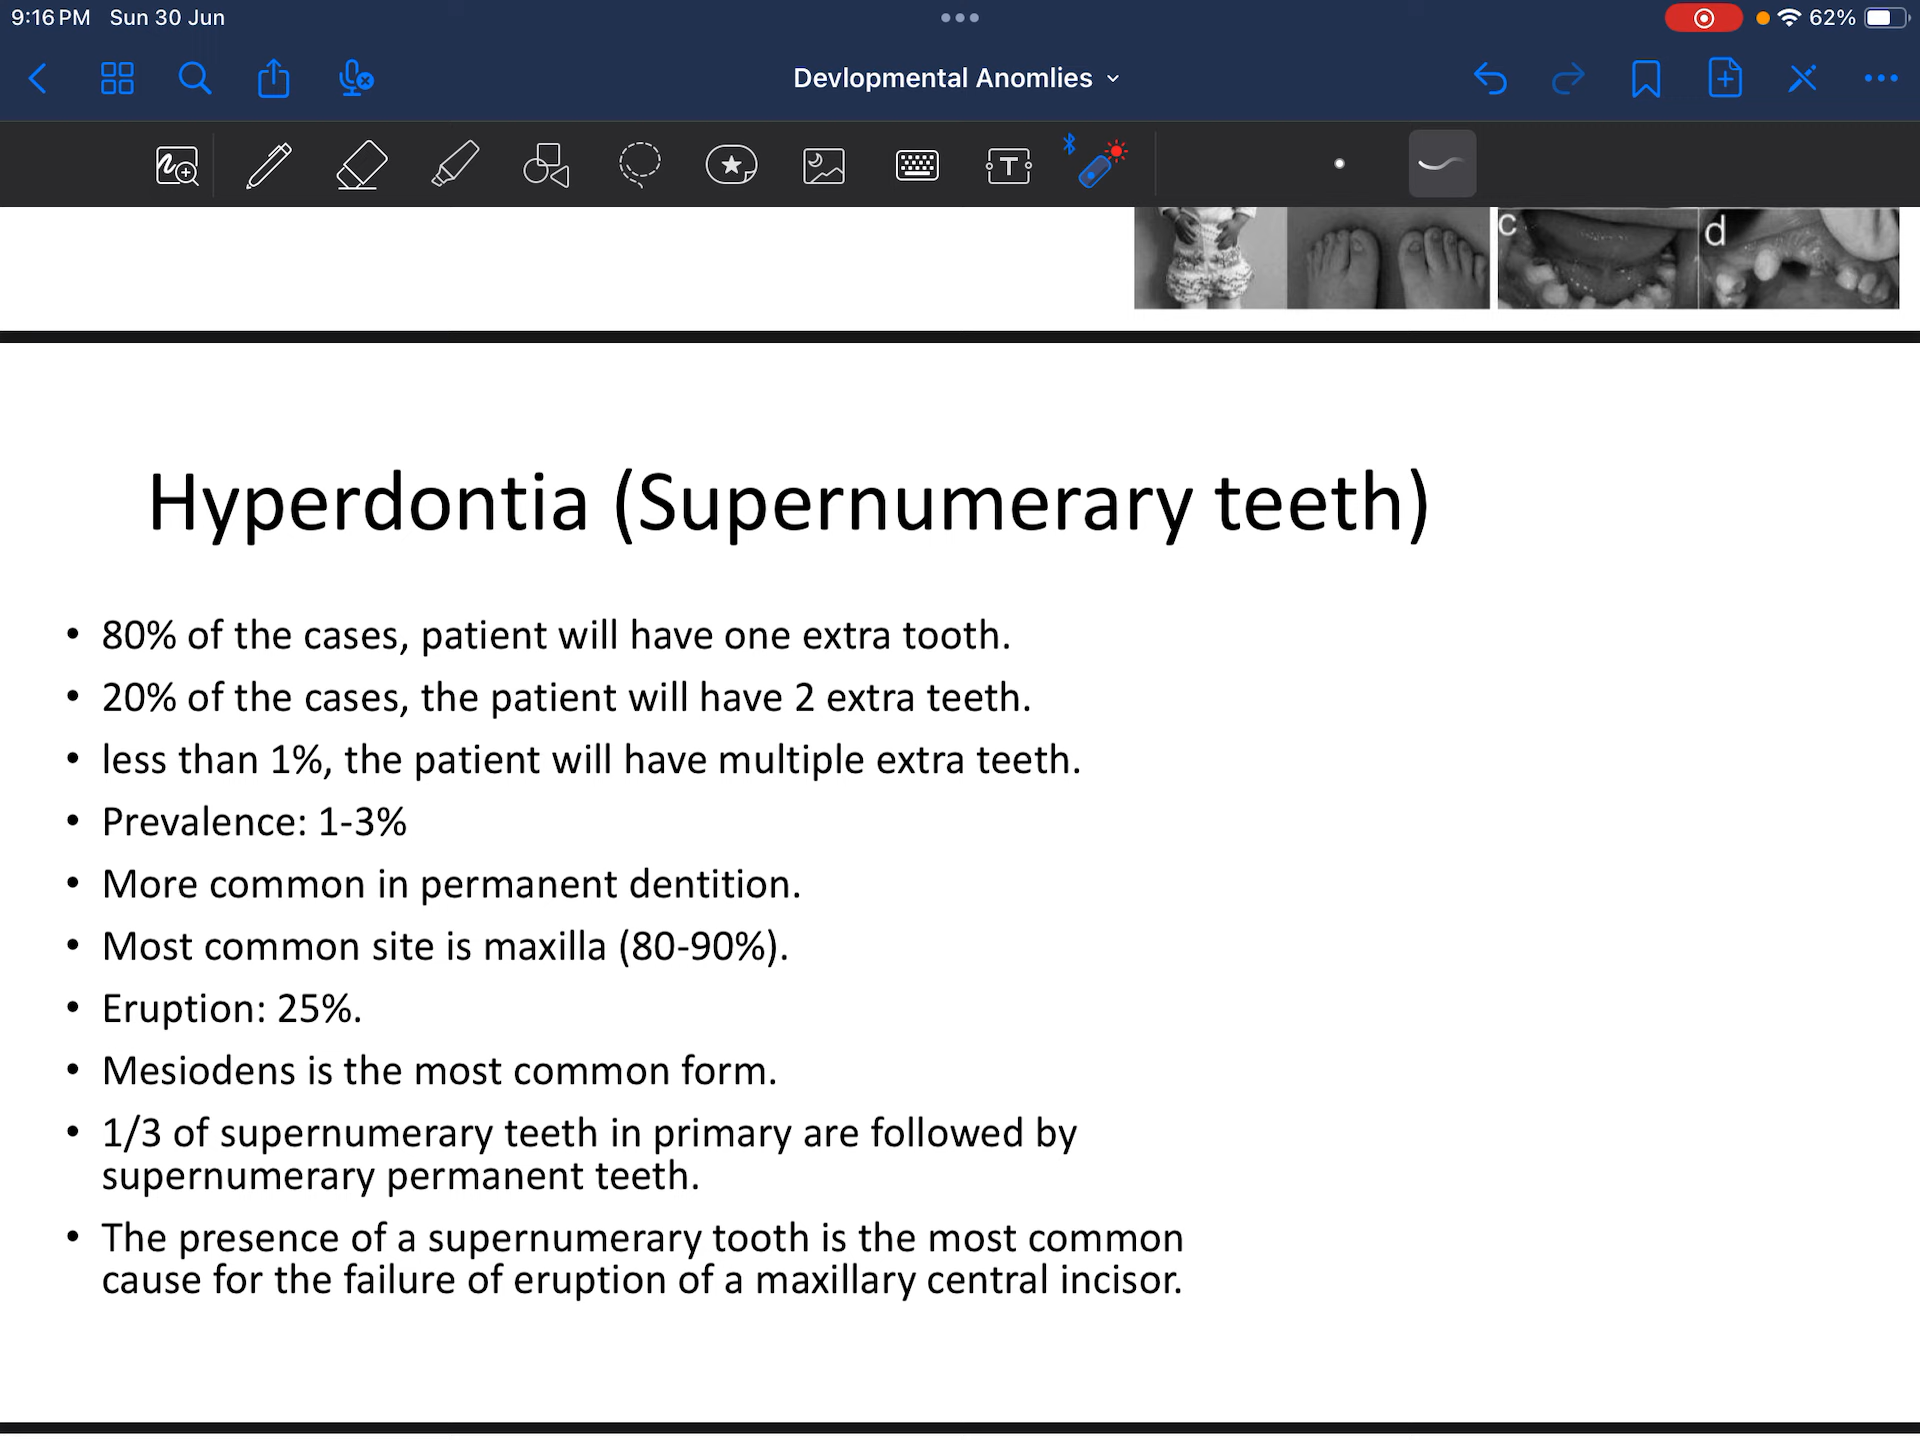 9:16 PM Sun 30 Jun
62%
Devlopmental Anomlies
T
c
d
Hyperdontia (Supernumerary teeth)
• 80% of the cases, patient will have one extra tooth.
• 20% of the cases, the patient will have 2 extra teeth.
• less than 1%, the patient will have multiple extra teeth.
• Prevalence: 1-3%
• More common in permanent dentition.
• Most common site is maxilla (80-90%).
• Eruption: 25%.
• Mesiodens is the most common form.
• 1/3 of supernumerary teeth in primary are followed by
supernumerary permanent teeth.
• The presence of a supernumerary tooth is the most common
cause for the failure of eruption of a maxillary central incisor.